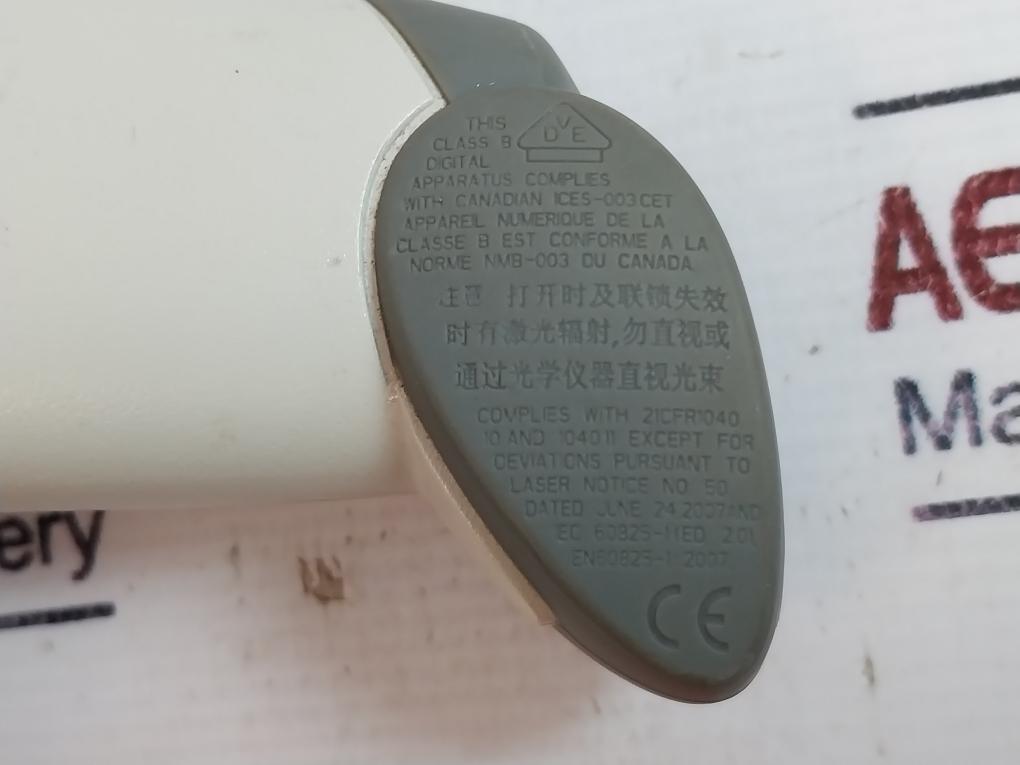 THIS
CLASS B
DIGITAL
VDE
APPARATUS COMPLIES
WITH CANADIAN ICES-003 CET
APPAREIL NUMERIQUE DE LA
CLASSE B EST CONFORME A LA
NORME NMB-003 DU CANADA
注意 打开时及联锁失效
时有激光辐射,勿直视或
通过光学仪器直视光束
COMPLIES WITH 21CFR1040
10 AND 1040 11 EXCEPT FOR
DEVIATIONS PURSUANT TO
LASER NOTICE NO 50
DATED JUNE 24 2007 AND
IEC 60825-1 ED 2.0
EN60825-1 2007
CE
ery